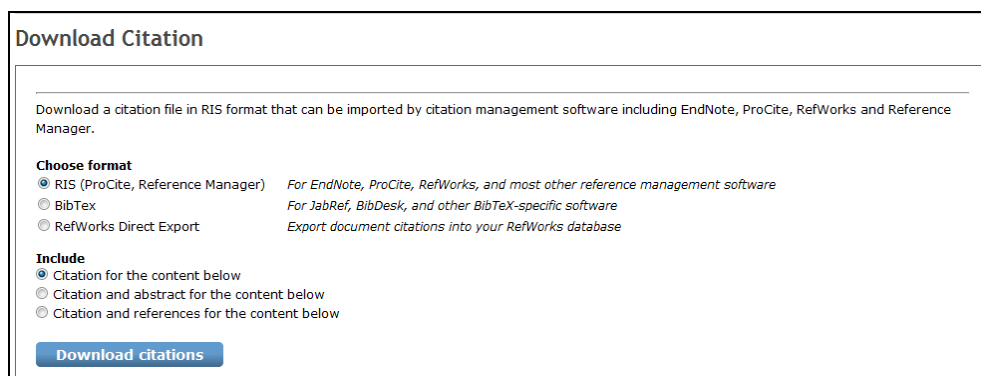 Download Citation
Download a citation file in RIS format that can be imported by citation management software including EndNote, ProCite, RefWorks and Reference
Manager.
Choose format
RIS (ProCite, Reference Manager) For EndNote, ProCite, RefWorks, and most other reference management software
BibTex For JabRef, BibDesk, and other BibTeX-specific software
RefWorks Direct Export Export document citations into your RefWorks database
Include
Citation for the content below
Citation and abstract for the content below
Citation and references for the content below
Download citations